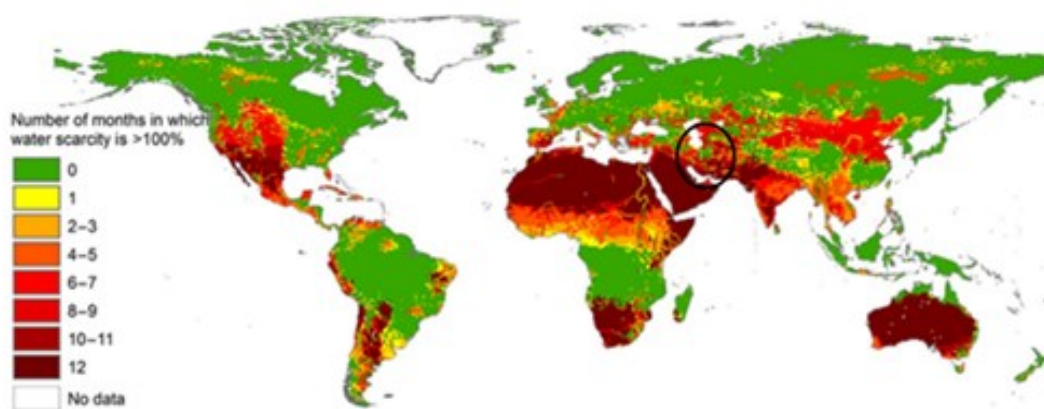 Number of months in which
water scarcity is >100%
0
1
2–3
4–5
6–7
8–9
10–11
12
No data